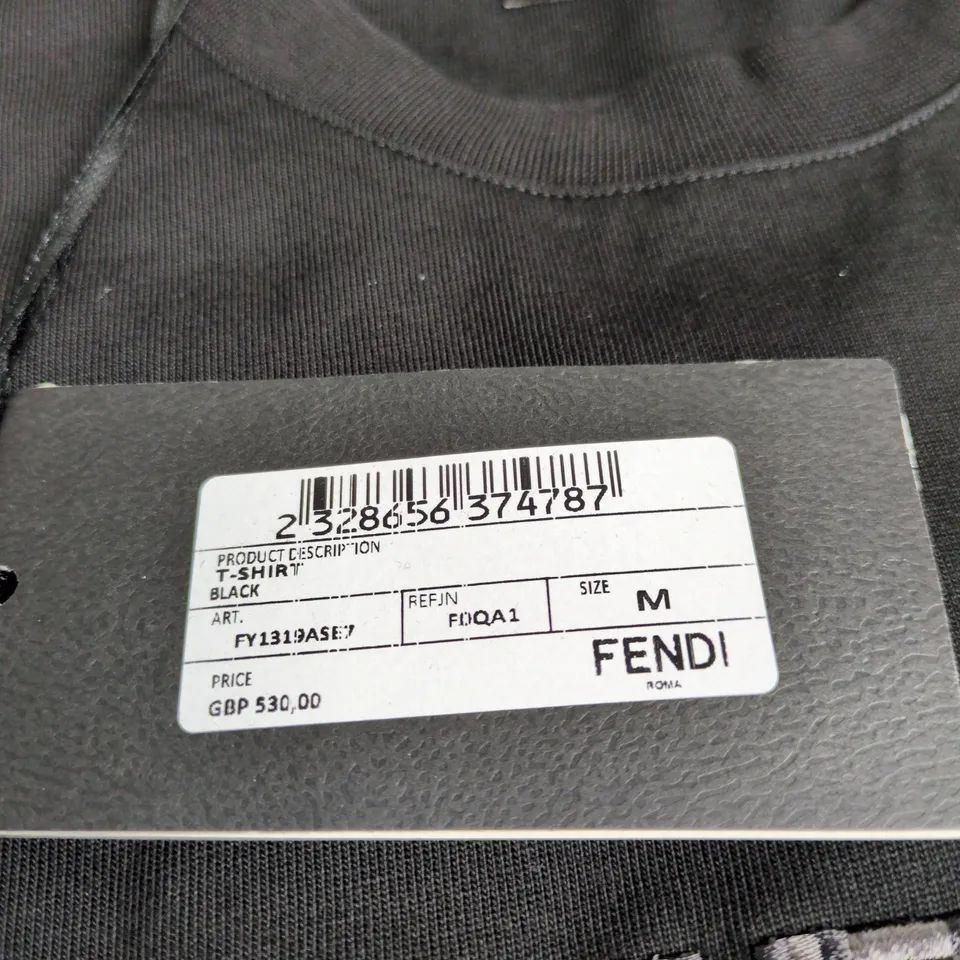 2 328656 374787
PRODUCT DESCRIPTION
T-SHIRT
BLACK
ART. REFJN SIZE M
FY1319ASE7 F0QA1
PRICE FENDI
ROMA
GBP 530,00